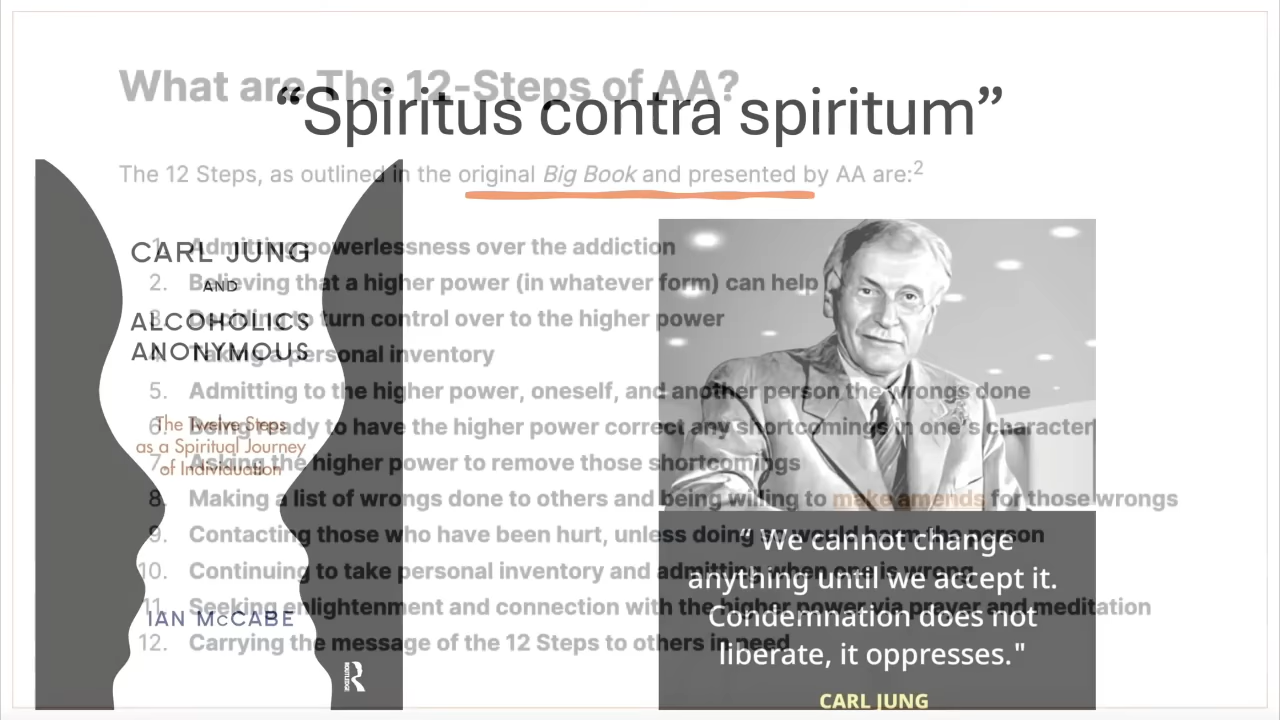 What are The 12-Steps of AA?
“Spiritus contra spiritum”
The 12 Steps, as outlined in the original Big Book and presented by AA are:2
1. Admitting powerlessness over the addiction
2. Believing that a higher power (in whatever form) can help
3. Deciding to turn control over to the higher power
4. Taking a personal inventory
5. Admitting to the higher power, oneself, and another person the wrongs done
6. Being ready to have the higher power correct any shortcomings in one’s character
7. Asking the higher power to remove those shortcomings
8. Making a list of wrongs done to others and being willing to make amends for those wrongs
9. Contacting those who have been hurt, unless doing so would harm the person
10. Continuing to take personal inventory and admitting when one is wrong
11. Seeking enlightenment and connection with the higher power via prayer and meditation
12. Carrying the message of the 12 Steps to others in need
CARL JUNG
AND
ALCOHOLICS
ANONYMOUS
The Twelve Steps
as a Spiritual Journey
of Individuation
IAN McCABE
ROUTLEDGE
“ We cannot change
anything until we accept it.
Condemnation does not
liberate, it oppresses."
CARL JUNG